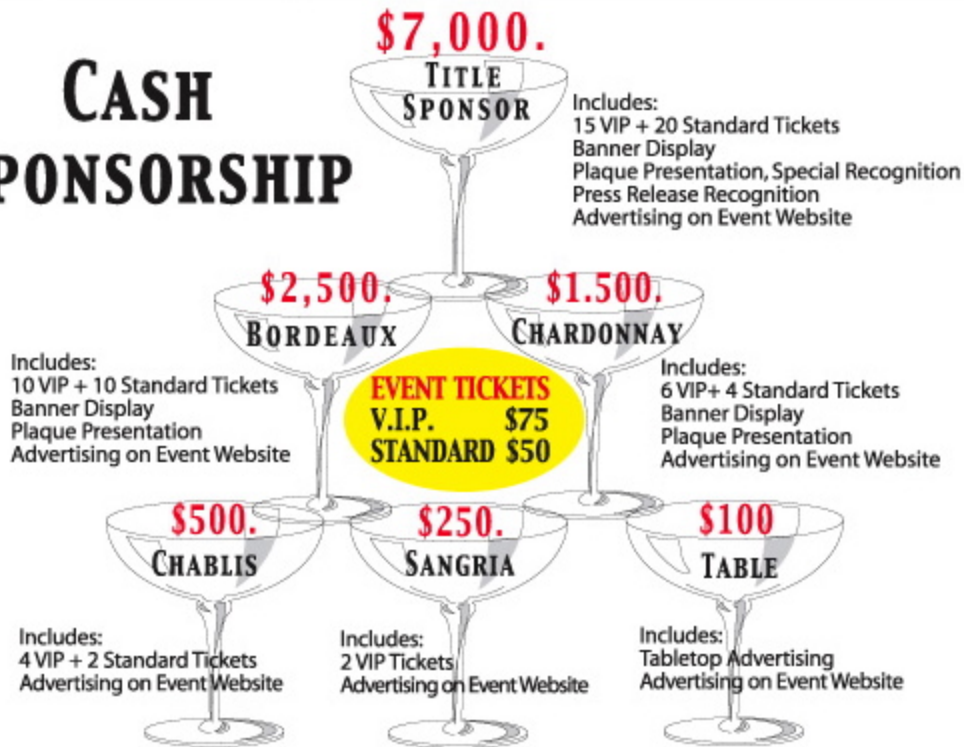 $7,000.
TITLE
SPONSOR
CASH
PONSORSHIP
Includes:
15 VIP + 20 Standard Tickets
Banner Display
Plaque Presentation, Special Recognition
Press Release Recognition
Advertising on Event Website
$2,500.
BORDEAUX
Includes:
10 VIP + 10 Standard Tickets
Banner Display
Plaque Presentation
Advertising on Event Website
$1.500.
CHARDONNAY
Includes:
6 VIP+ 4 Standard Tickets
Banner Display
Plaque Presentation
Advertising on Event Website
EVENT TICKETS
V.I.P. $75
STANDARD $50
$500.
CHABLIS
Includes:
4 VIP + 2 Standard Tickets
Advertising on Event Website
$250.
SANGRIA
Includes:
2 VIP Tickets
Advertising on Event Website
$100
TABLE
Includes:
Tabletop Advertising
Advertising on Event Website